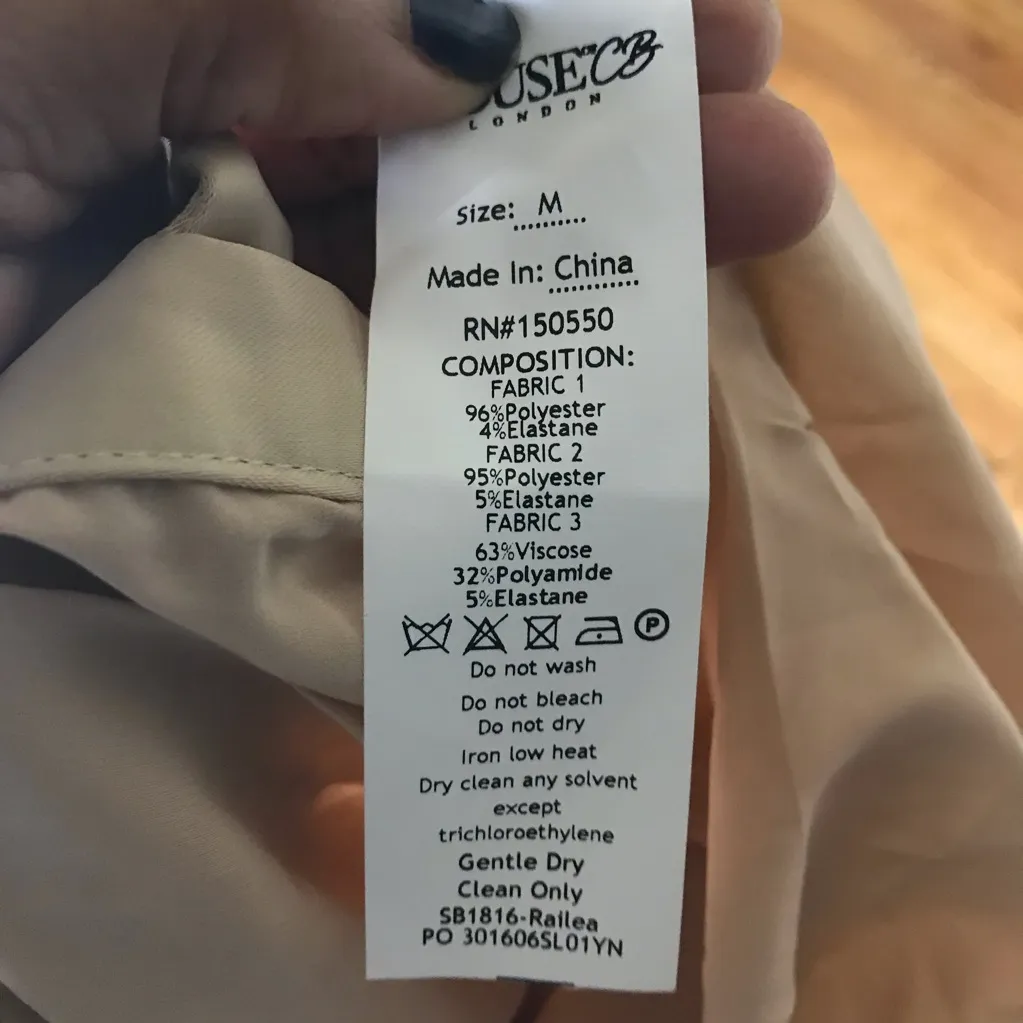 OUSE™CB
LONDON
size: M
Made In: China
RN#150550
COMPOSITION:
FABRIC 1
96%Polyester
4%Elastane
FABRIC 2
95%Polyester
5%Elastane
FABRIC 3
63%Viscose
32%Polyamide
5%Elastane
P
Do not wash
Do not bleach
Do not dry
Iron low heat
Dry clean any solvent
except
trichloroethylene
Gentle Dry
Clean Only
SB1816-Railea
PO 301606SL01YN